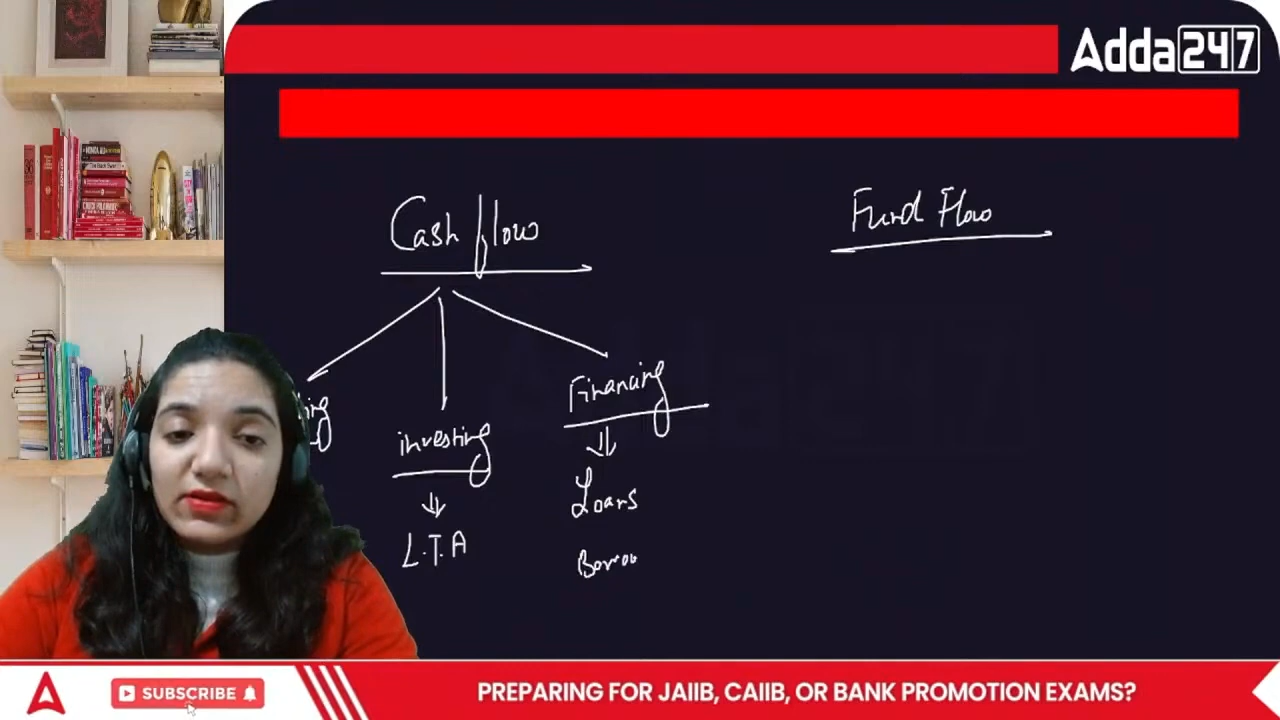 Adda247
Cash flow
Fund Flow
Financing
investing
Loans
L.T.A
Borrow
SUBSCRIBE
PREPARING FOR JAIIB, CAIIB, OR BANK PROMOTION EXAMS?